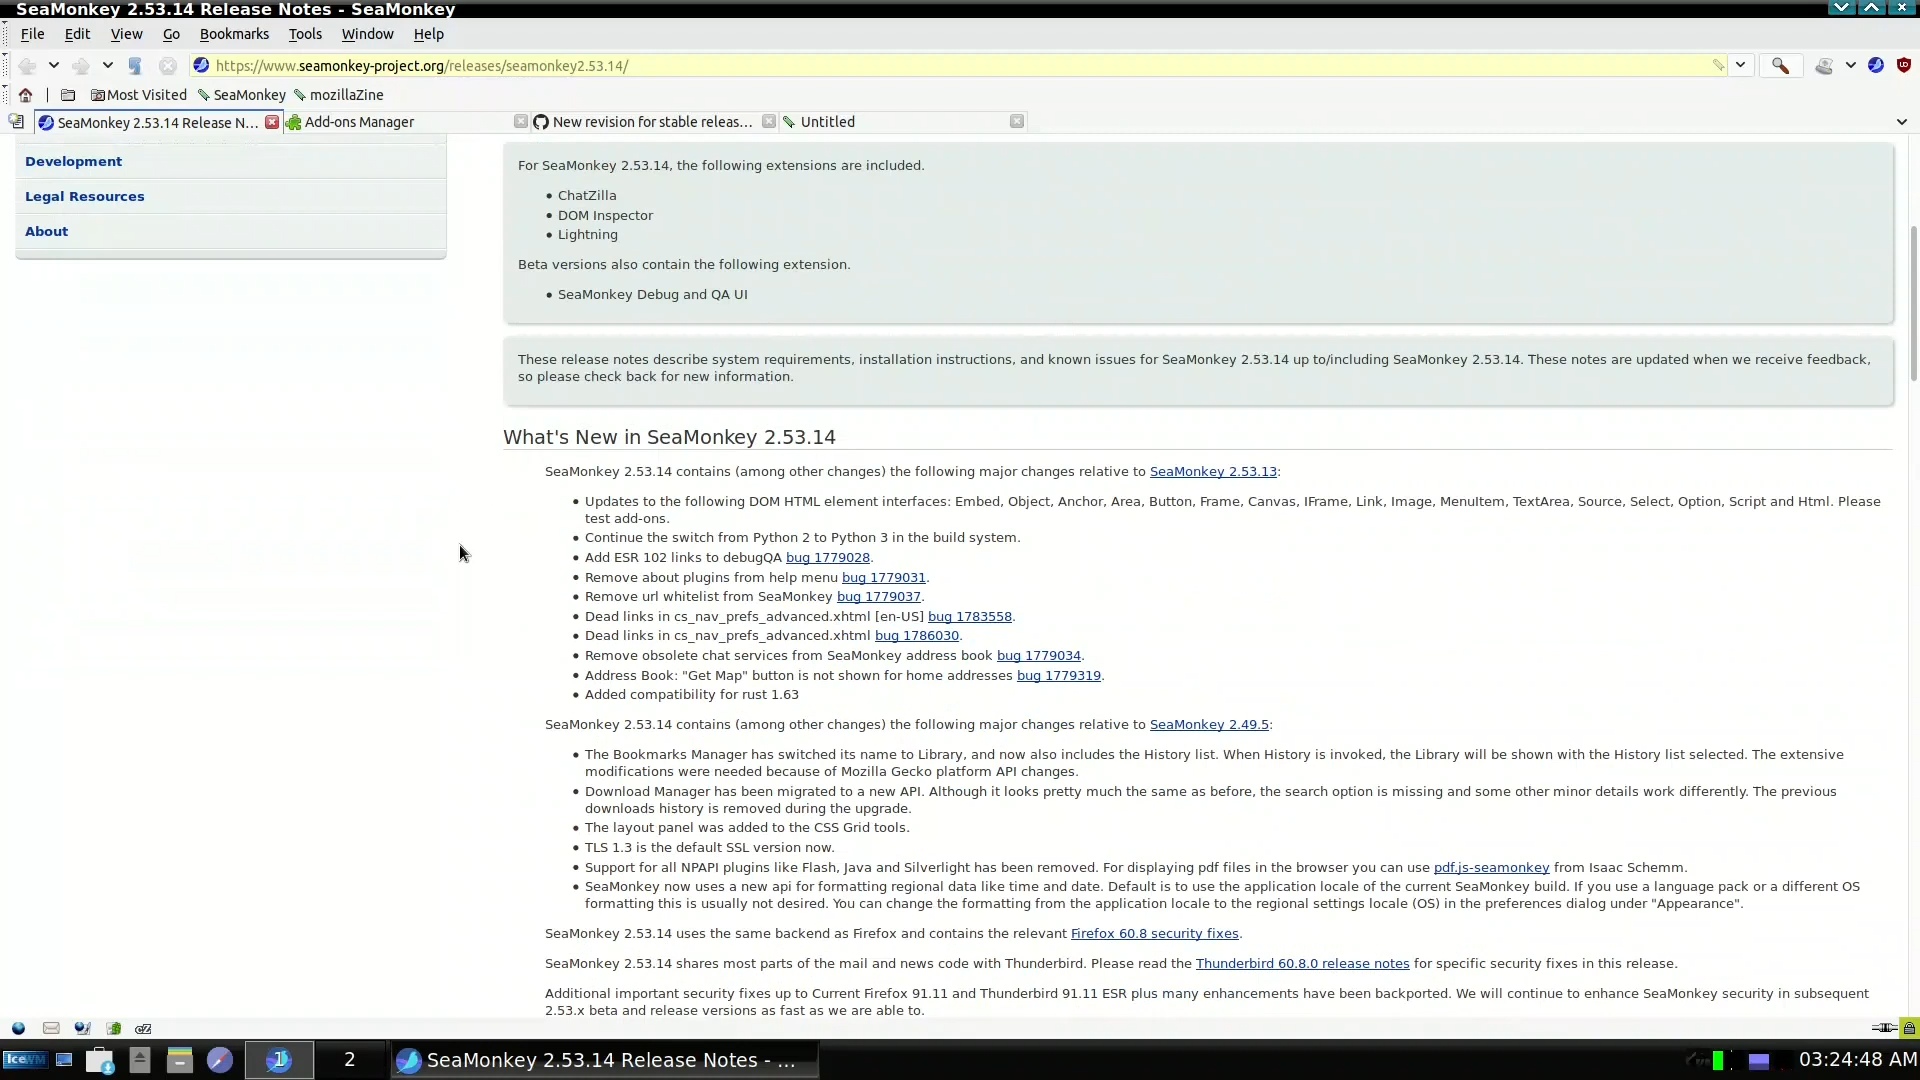 SeaMonkey 2.53.14 Release Notes - SeaMonkey
File Edit View Go Bookmarks Tools Window Help
https://www.seamonkey-project.org/releases/seamonkey2.53.14/
Most Visited SeaMonkey mozillaZine
SeaMonkey 2.53.14 Release N... Add-ons Manager New revision for stable releas... Untitled
Development
Legal Resources
About
For SeaMonkey 2.53.14, the following extensions are included.
• ChatZilla
• DOM Inspector
• Lightning
Beta versions also contain the following extension.
• SeaMonkey Debug and QA UI
These release notes describe system requirements, installation instructions, and known issues for SeaMonkey 2.53.14 up to/including SeaMonkey 2.53.14. These notes are updated when we receive feedback,
so please check back for new information.
What's New in SeaMonkey 2.53.14
SeaMonkey 2.53.14 contains (among other changes) the following major changes relative to SeaMonkey 2.53.13:
• Updates to the following DOM HTML element interfaces: Embed, Object, Anchor, Area, Button, Frame, Canvas, IFrame, Link, Image, MenuItem, TextArea, Source, Select, Option, Script and Html. Please
test add-ons.
• Continue the switch from Python 2 to Python 3 in the build system.
• Add ESR 102 links to debugQA bug 1779028.
• Remove about plugins from help menu bug 1779031.
• Remove url whitelist from SeaMonkey bug 1779037.
• Dead links in cs_nav_prefs_advanced.xhtml [en-US] bug 1783558.
• Dead links in cs_nav_prefs_advanced.xhtml bug 1786030.
• Remove obsolete chat services from SeaMonkey address book bug 1779034.
• Address Book: "Get Map" button is not shown for home addresses bug 1779319.
• Added compatibility for rust 1.63
SeaMonkey 2.53.14 contains (among other changes) the following major changes relative to SeaMonkey 2.49.5:
• The Bookmarks Manager has switched its name to Library, and now also includes the History list. When History is invoked, the Library will be shown with the History list selected. The extensive
modifications were needed because of Mozilla Gecko platform API changes.
• Download Manager has been migrated to a new API. Although it looks pretty much the same as before, the search option is missing and some other minor details work differently. The previous
downloads history is removed during the upgrade.
• The layout panel was added to the CSS Grid tools.
• TLS 1.3 is the default SSL version now.
• Support for all NPAPI plugins like Flash, Java and Silverlight has been removed. For displaying pdf files in the browser you can use pdf.js-seamonkey from Isaac Schemm.
• SeaMonkey now uses a new api for formatting regional data like time and date. Default is to use the application locale of the current SeaMonkey build. If you use a language pack or a different OS
formatting this is usually not desired. You can change the formatting from the application locale to the regional settings locale (OS) in the preferences dialog under "Appearance".
SeaMonkey 2.53.14 uses the same backend as Firefox and contains the relevant Firefox 60.8 security fixes.
SeaMonkey 2.53.14 shares most parts of the mail and news code with Thunderbird. Please read the Thunderbird 60.8.0 release notes for specific security fixes in this release.
Additional important security fixes up to Current Firefox 91.11 and Thunderbird 91.11 ESR plus many enhancements have been backported. We will continue to enhance SeaMonkey security in subsequent
2.53.x beta and release versions as fast as we are able to.
cZ
IceWM 1 2 SeaMonkey 2.53.14 Release Notes - ... 03:24:48 AM